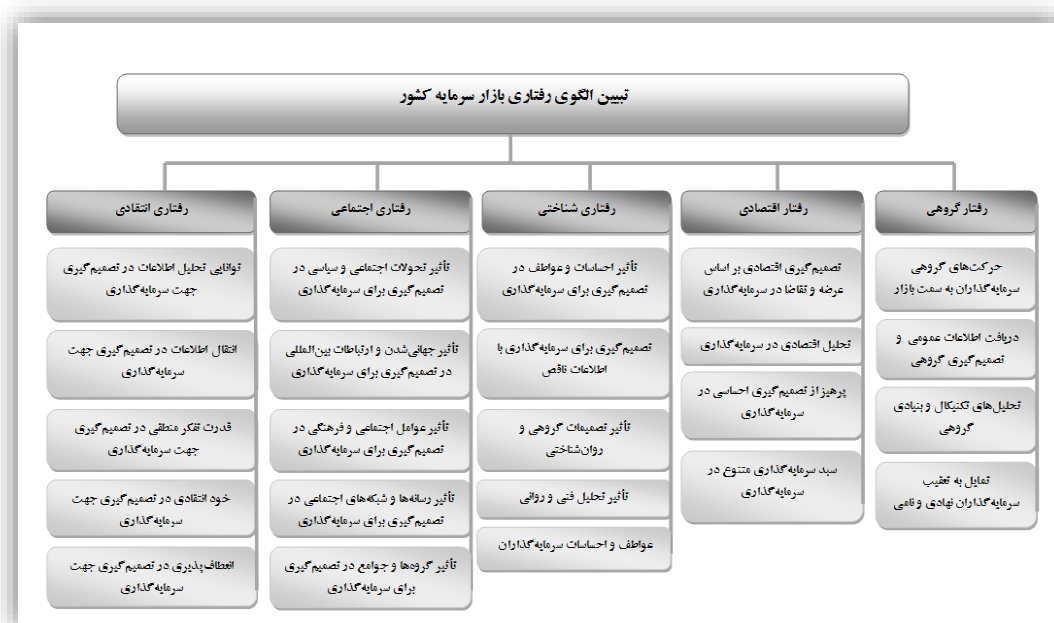 تبیین الگوی رفتاری بازار سرمایه کشور
رفتار گروهی
حرکت‌های گروهی
سرمایه‌گذاران به سمت بازار
دریافت اطلاعات عمومی و
تصمیم‌گیری گروهی
تحلیل‌های تکنیکال و بنیادی
گروهی
تمایل به تعقیب
سرمایه‌گذاران نهادی و نامی
رفتار اقتصادی
تصمیم‌گیری اقتصادی بر اساس
عرضه و تقاضا در سرمایه‌گذاری
تحلیل اقتصادی در سرمایه‌گذاری
پرهیز از تصمیم‌گیری احساسی در
سرمایه‌گذاری
سبد سرمایه‌گذاری متنوع در
سرمایه‌گذاری
رفتاری شناختی
تأثیر احساسات و عواطف در
تصمیم‌گیری برای سرمایه‌گذاری
تصمیم‌گیری برای سرمایه‌گذاری با
اطلاعات ناقص
تأثیر تصمیمات گروهی و
روان‌شناختی
تأثیر تحلیل فنی و روانی
عواطف و احساسات سرمایه‌گذاران
رفتاری اجتماعی
تأثیر تحولات اجتماعی و سیاسی در
تصمیم‌گیری برای سرمایه‌گذاری
تأثیر جهانی‌شدن و ارتباطات بین‌المللی
در تصمیم‌گیری برای سرمایه‌گذاری
تأثیر عوامل اجتماعی و فرهنگی در
تصمیم‌گیری برای سرمایه‌گذاری
تأثیر رسانه‌ها و شبکه‌های اجتماعی در
تصمیم‌گیری برای سرمایه‌گذاری
تأثیر گروه‌ها و جوامع در تصمیم‌گیری
برای سرمایه‌گذاری
رفتاری انتقادی
توانایی تحلیل اطلاعات در تصمیم‌گیری
جهت سرمایه‌گذاری
انتقال اطلاعات در تصمیم‌گیری جهت
سرمایه‌گذاری
قدرت تفکر منطقی در تصمیم‌گیری
جهت سرمایه‌گذاری
خود انتقادی در تصمیم‌گیری جهت
سرمایه‌گذاری
انعطاف‌پذیری در تصمیم‌گیری جهت
سرمایه‌گذاری